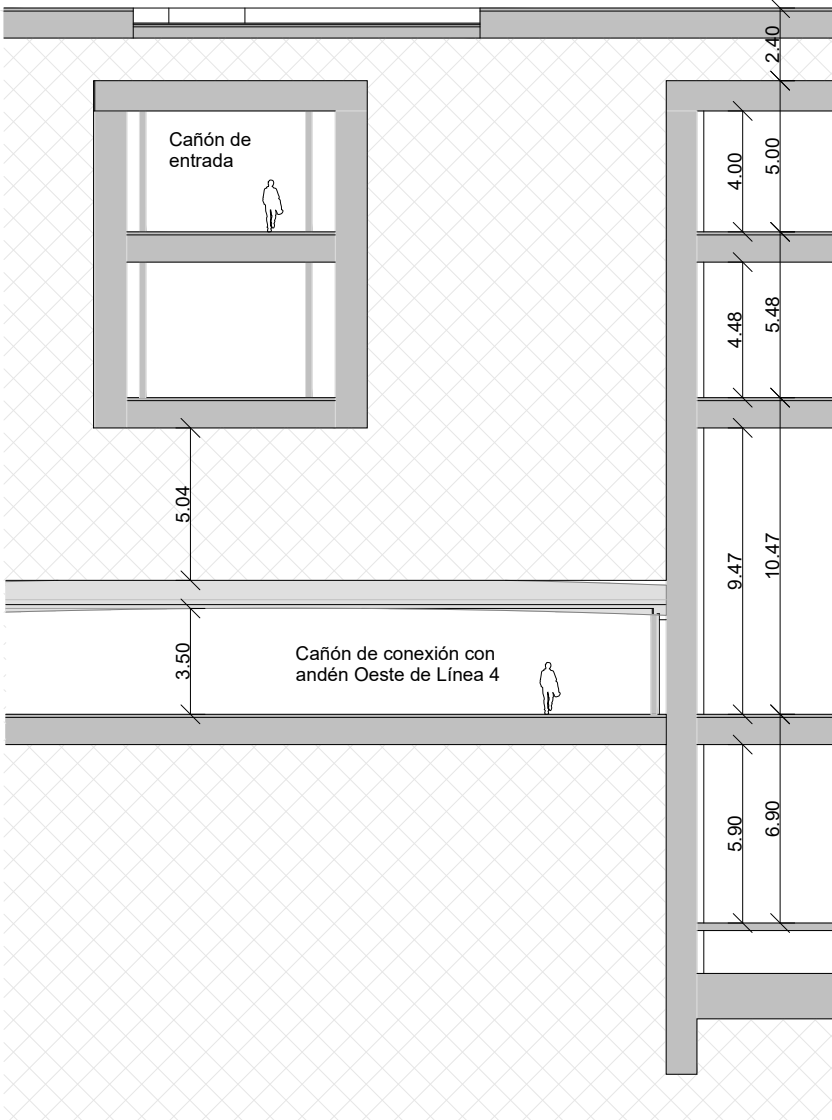 2.40
Cañón de
entrada
4.00
5.00
4.48
5.48
5.04
9.47
10.47
3.50
Cañón de conexión con
andén Oeste de Línea 4
5.90
6.90